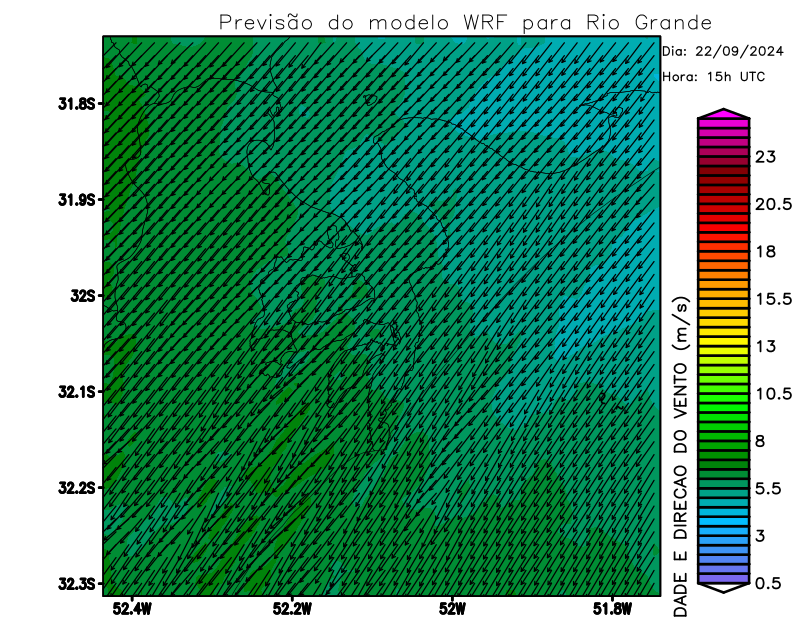 Previsão do modelo WRF para Rio Grande
Dia: 22/09/2024
Hora: 15h UTC
31.8S
31.9S
32S
32.1S
32.2S
32.3S
52.4W
52.2W
52W
51.8W
23
20.5
18
15.5
13
10.5
8
5.5
3
0.5
DADE E DIRECAO DO VENTO (m/s)